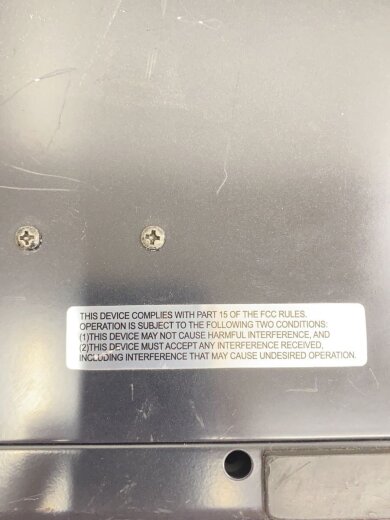 THIS DEVICE COMPLIES WITH PART 15 OF THE FCC RULES.
OPERATION IS SUBJECT TO THE FOLLOWING TWO CONDITIONS:
(1)THIS DEVICE MAY NOT CAUSE HARMFUL INTERFERENCE, AND
(2)THIS DEVICE MUST ACCEPT ANY INTERFERENCE RECEIVED,
INCLUDING INTERFERENCE THAT MAY CAUSE UNDESIRED OPERATION.